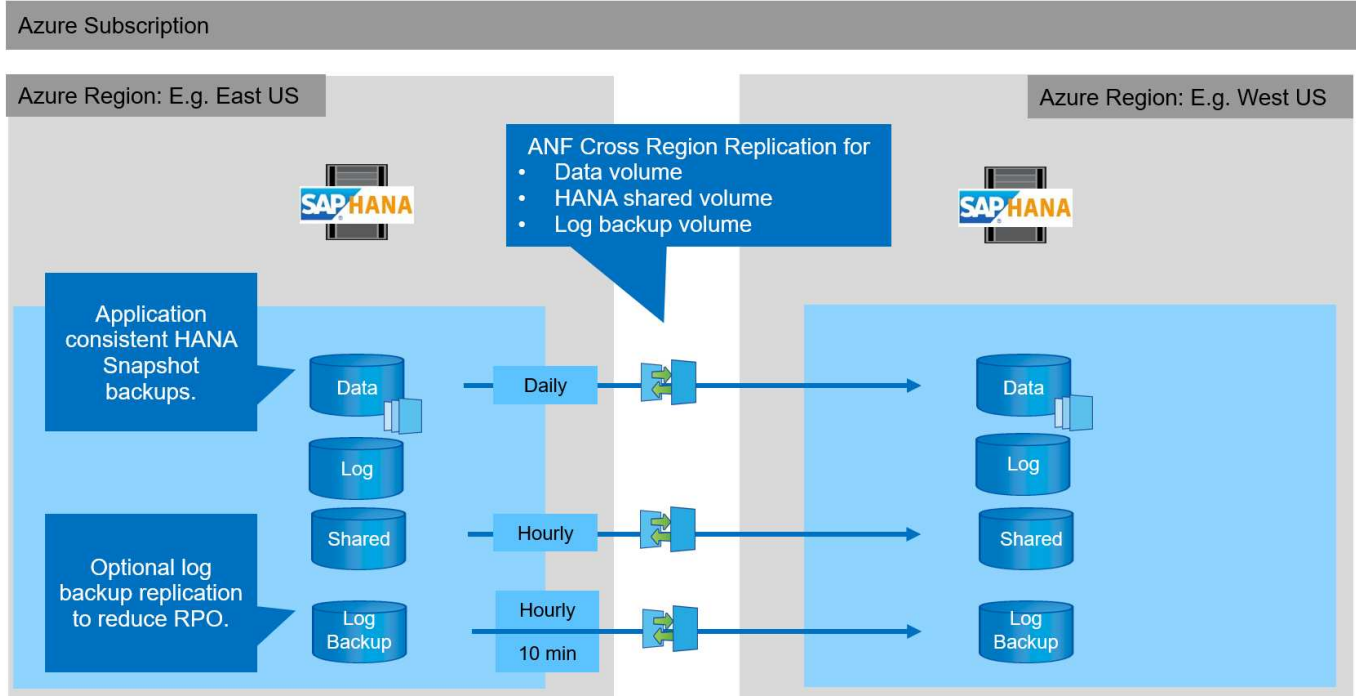 Azure Subscription
Azure Region: E.g. East US
Azure Region: E.g. West US
ANF Cross Region Replication for
• Data volume
• HANA shared volume
• Log backup volume
SAP HANA
SAP HANA
Application
consistent HANA
Snapshot
backups.
Data
Daily
Data
Log
Log
Shared
Hourly
Shared
Optional log
backup replication
to reduce RPO.
Log
Backup
Hourly
10 min
Log
Backup